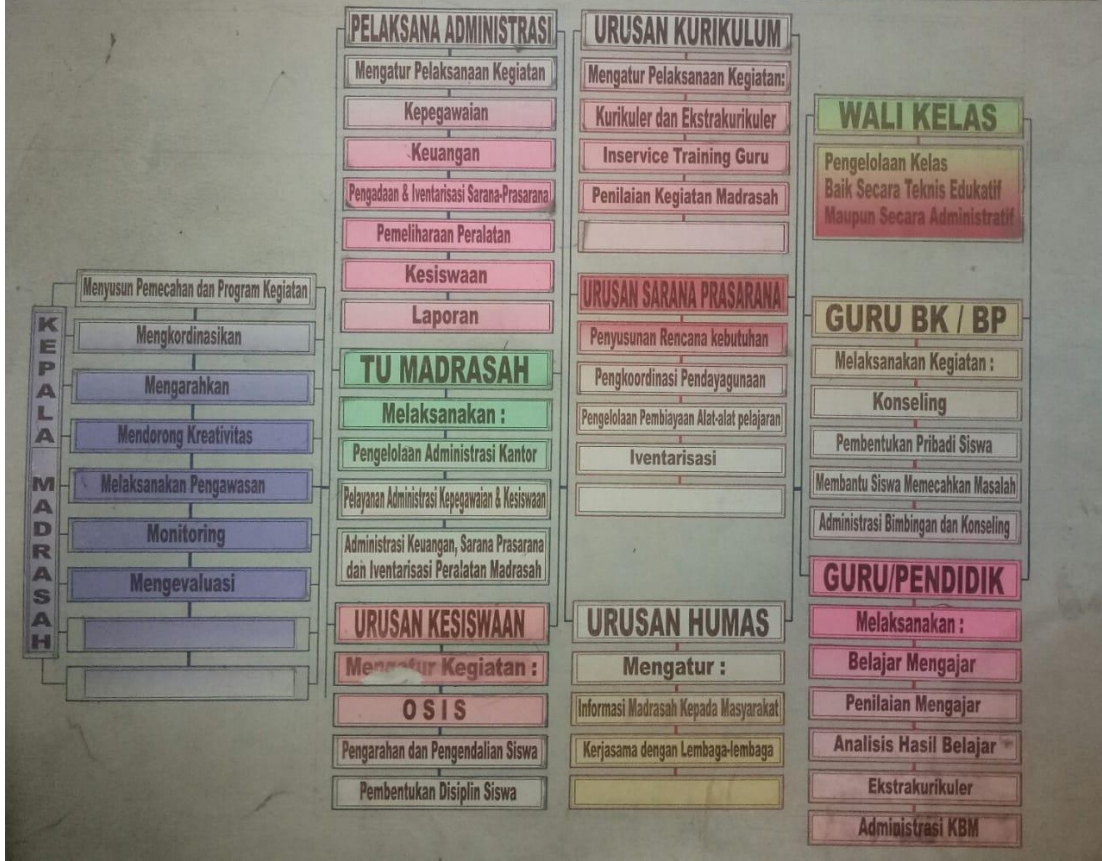 KEPALA MADRASAH
Menyusun Pemecahan dan Program Kegiatan
Mengkordinasikan
Mengarahkan
Mendorong Kreativitas
Melaksanakan Pengawasan
Monitoring
Mengevaluasi
PELAKSANA ADMINISTRASI
Mengatur Pelaksanaan Kegiatan
Kepegawaian
Keuangan
Pengadaan & Iventarisasi Sarana-Prasarana
Pemeliharaan Peralatan
Kesiswaan
Laporan
TU MADRASAH
Melaksanakan :
Pengelolaan Administrasi Kantor
Pelayanan Administrasi Kepegawaian & Kesiswaan
Administrasi Keuangan, Sarana Prasarana
dan Iventarisasi Peralatan Madrasah
URUSAN KESISWAAN
Mengatur Kegiatan :
O S I S
Pengarahan dan Pengendalian Siswa
Pembentukan Disiplin Siswa
URUSAN KURIKULUM
Mengatur Pelaksanaan Kegiatan:
Kurikuler dan Ekstrakurikuler
Inservice Training Guru
Penilaian Kegiatan Madrasah
URUSAN SARANA PRASARANA
Penyusunan Rencana kebutuhan
Pengkoordinasi Pendayagunaan
Pengelolaan Pembiayaan Alat-alat pelajaran
Iventarisasi
URUSAN HUMAS
Mengatur :
Informasi Madrasah Kepada Masyarakat
Kerjasama dengan Lembaga-lembaga
WALI KELAS
Pengelolaan Kelas
Baik Secara Teknis Edukatif
Maupun Secara Administratif
GURU BK / BP
Melaksanakan Kegiatan :
Konseling
Pembentukan Pribadi Siswa
Membantu Siswa Memecahkan Masalah
Administrasi Bimbingan dan Konseling
GURU/PENDIDIK
Melaksanakan :
Belajar Mengajar
Penilaian Mengajar
Analisis Hasil Belajar
Ekstrakurikuler
Administrasi KBM